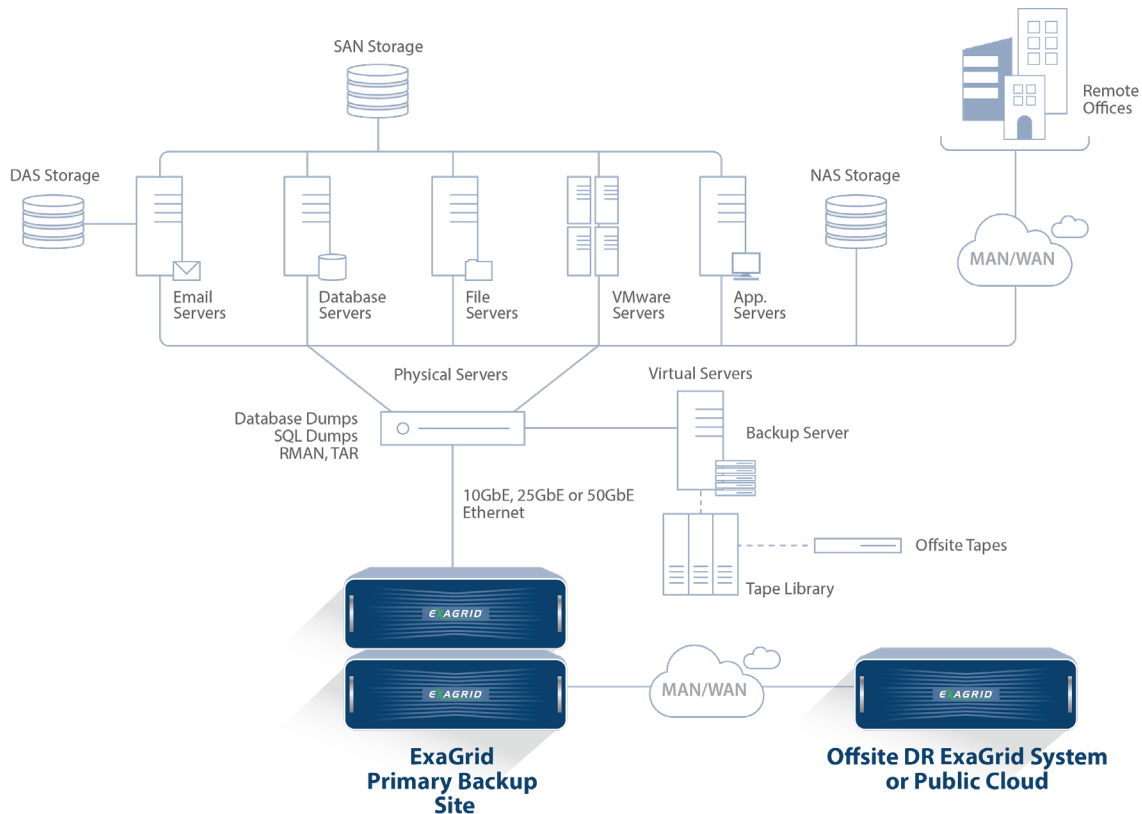 SAN Storage
Remote
Offices
DAS Storage
NAS Storage
MAN/WAN
Email
Servers
Database
Servers
File
Servers
VMware
Servers
App.
Servers
Physical Servers
Virtual Servers
Database Dumps
SQL Dumps
RMAN, TAR
Backup Server
10GbE, 25GbE or 50GbE
Ethernet
Offsite Tapes
Tape Library
EXAGRID
EXAGRID
MAN/WAN
EXAGRID
ExaGrid
Primary Backup
Site
Offsite DR ExaGrid System
or Public Cloud